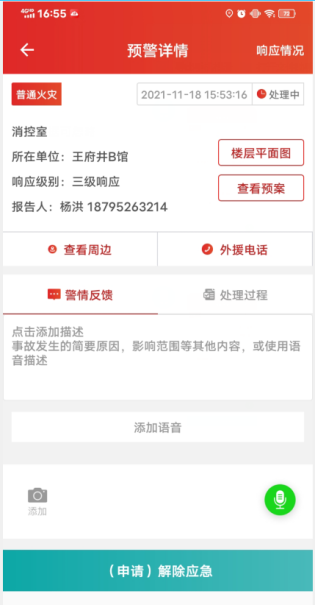 4G 16:55 72
预警详情 响应情况
普通火灾 2021-11-18 15:53:16 处理中
消控室
所在单位：王府井B馆 楼层平面图
响应级别：三级响应 查看预案
报告人：杨洪 18795263214
查看周边 外援电话
警情反馈 处理过程
点击添加描述
事故发生的简要原因，影响范围等其他内容，或使用语
音描述
添加语音
添加
（申请）解除应急